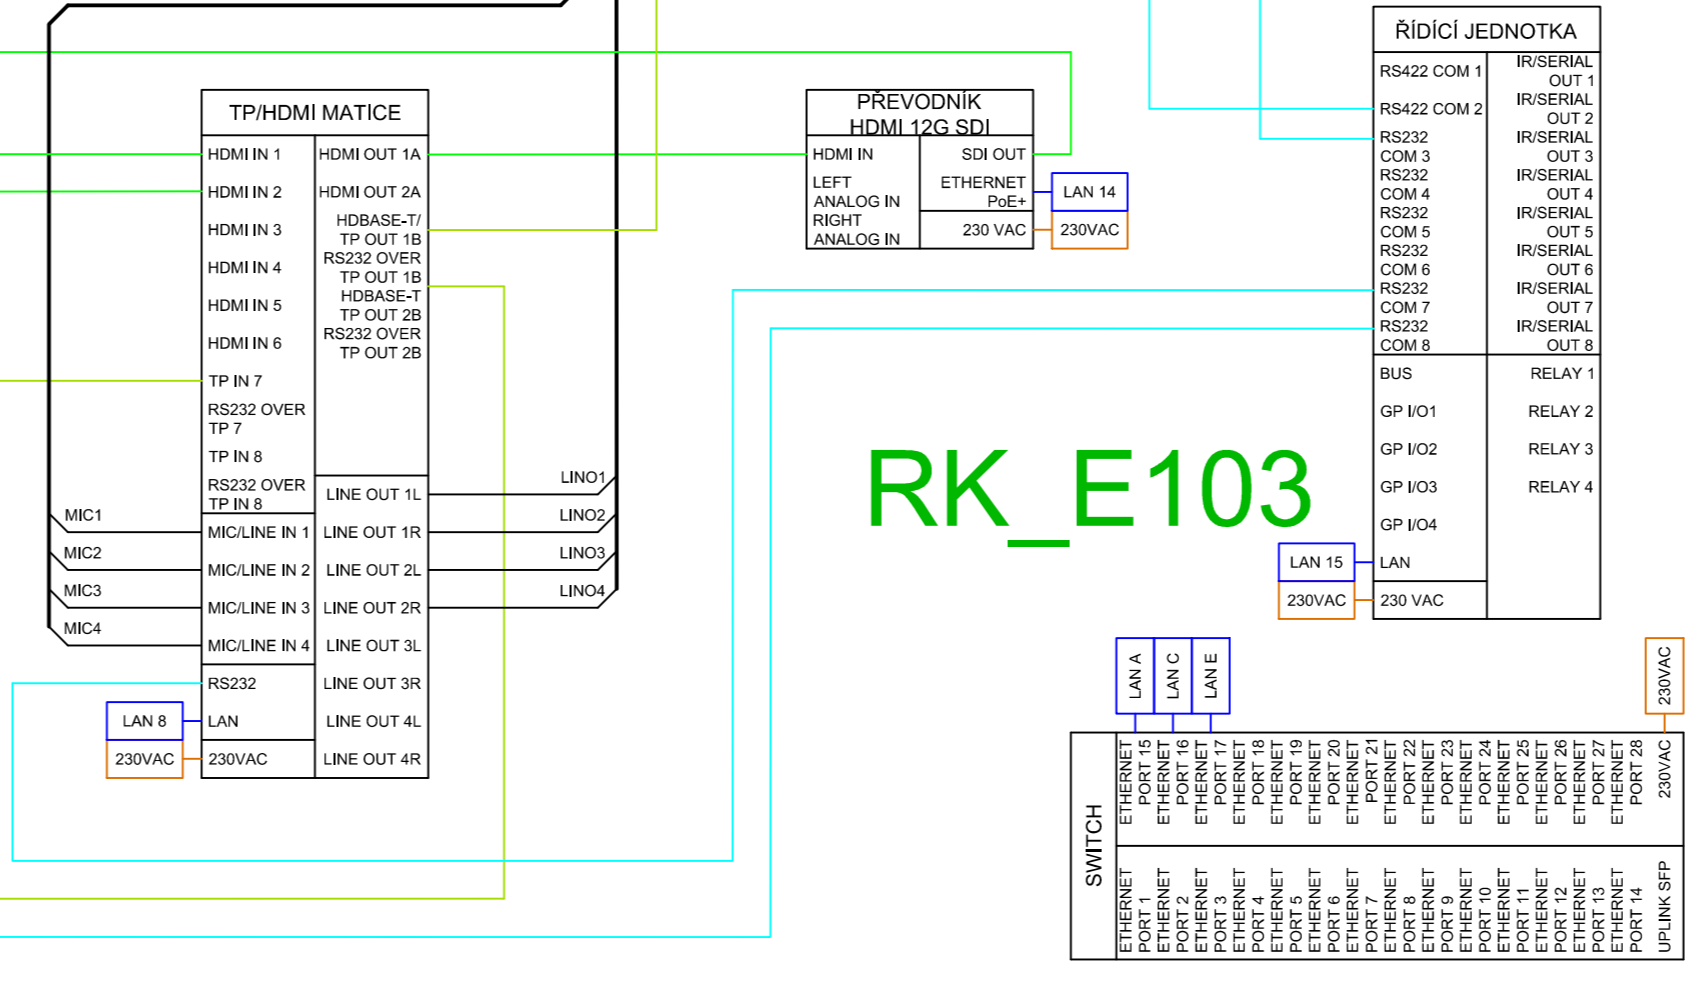 TP/HDMI MATICE
HDMI IN 1
HDMI IN 2
HDMI IN 3
HDMI IN 4
HDMI IN 5
HDMI IN 6
TP IN 7
RS232 OVER
TP 7
TP IN 8
RS232 OVER
TP IN 8
MIC/LINE IN 1
MIC/LINE IN 2
MIC/LINE IN 3
MIC/LINE IN 4
RS232
LAN
230VAC
HDMI OUT 1A
HDMI OUT 2A
HDBASE-T/
TP OUT 1B
RS232 OVER
TP OUT 1B
HDBASE-T
TP OUT 2B
RS232 OVER
TP OUT 2B
LINE OUT 1L
LINE OUT 1R
LINE OUT 2L
LINE OUT 2R
LINE OUT 3L
LINE OUT 3R
LINE OUT 4L
LINE OUT 4R
MIC1
MIC2
MIC3
MIC4
LAN 8
230VAC
LINO1
LINO2
LINO3
LINO4
PŘEVODNÍK
HDMI 12G SDI
HDMI IN
LEFT
ANALOG IN
RIGHT
ANALOG IN
SDI OUT
ETHERNET
PoE+
230 VAC
LAN 14
230VAC
RK_E103
ŘÍDÍCÍ JEDNOTKA
RS422 COM 1
RS422 COM 2
RS232
COM 3
RS232
COM 4
RS232
COM 5
RS232
COM 6
RS232
COM 7
RS232
COM 8
BUS
GP I/O1
GP I/O2
GP I/O3
GP I/O4
LAN
230 VAC
IR/SERIAL
OUT 1
IR/SERIAL
OUT 2
IR/SERIAL
OUT 3
IR/SERIAL
OUT 4
IR/SERIAL
OUT 5
IR/SERIAL
OUT 6
IR/SERIAL
OUT 7
IR/SERIAL
OUT 8
RELAY 1
RELAY 2
RELAY 3
RELAY 4
LAN 15
230VAC
LAN A
LAN C
LAN E
230VAC
SWITCH
ETHERNET
PORT 15
ETHERNET
PORT 16
ETHERNET
PORT 17
ETHERNET
PORT 18
ETHERNET
PORT 19
ETHERNET
PORT 20
ETHERNET
PORT 21
ETHERNET
PORT 22
ETHERNET
PORT 23
ETHERNET
PORT 24
ETHERNET
PORT 25
ETHERNET
PORT 26
ETHERNET
PORT 27
ETHERNET
PORT 28
230VAC
ETHERNET
PORT 1
ETHERNET
PORT 2
ETHERNET
PORT 3
ETHERNET
PORT 4
ETHERNET
PORT 5
ETHERNET
PORT 6
ETHERNET
PORT 7
ETHERNET
PORT 8
ETHERNET
PORT 9
ETHERNET
PORT 10
ETHERNET
PORT 11
ETHERNET
PORT 12
ETHERNET
PORT 13
ETHERNET
PORT 14
UPLINK SFP